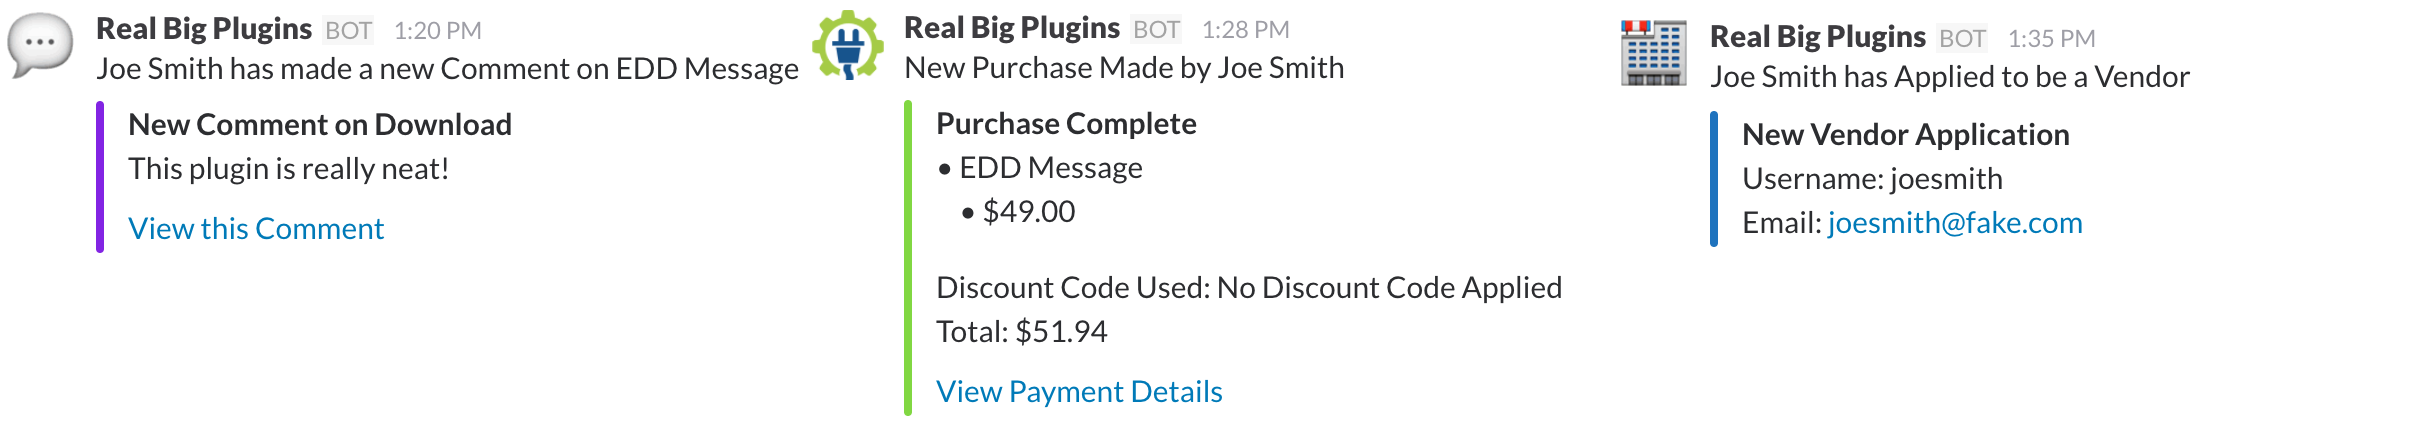 Real Big Plugins BOT 1:20 PM
Joe Smith has made a new Comment on EDD Message
New Comment on Download
This plugin is really neat!
View this Comment
Real Big Plugins BOT 1:28 PM
New Purchase Made by Joe Smith
Purchase Complete
• EDD Message
• $49.00
Discount Code Used: No Discount Code Applied
Total: $51.94
View Payment Details
Real Big Plugins BOT 1:35 PM
Joe Smith has Applied to be a Vendor
New Vendor Application
Username: joesmith
Email: joesmith@fake.com